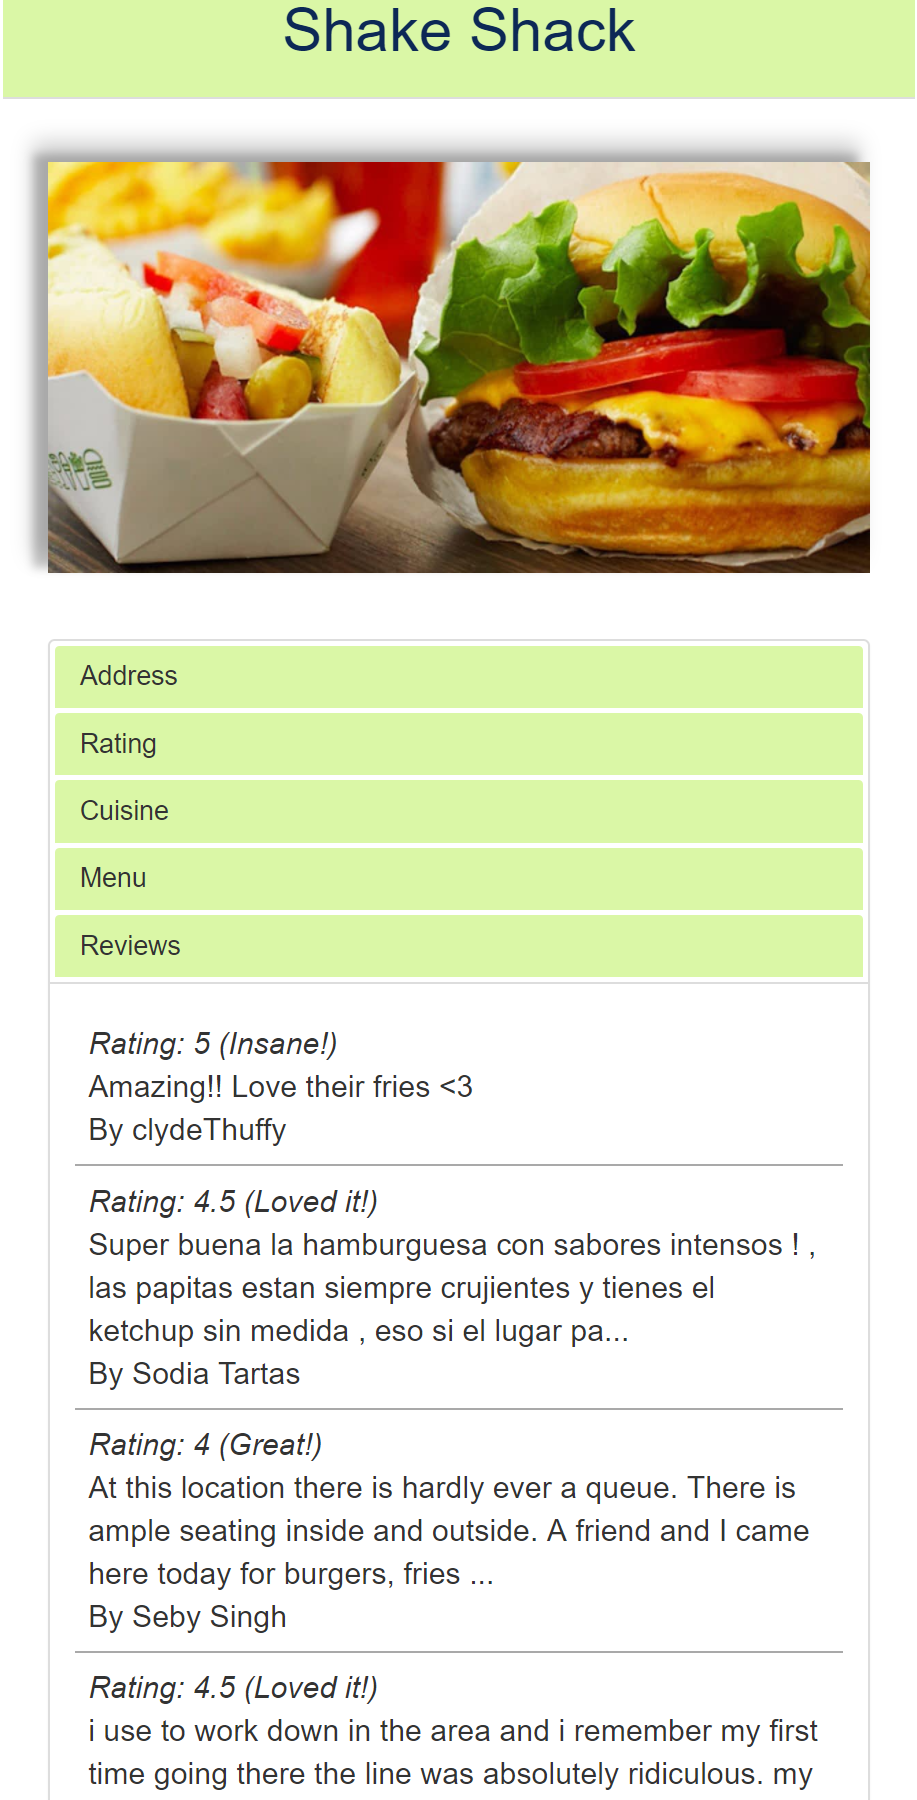 Shake Shack
Address
Rating
Cuisine
Menu
Reviews
Rating: 5 (Insane!)
Amazing!! Love their fries <3
By clydeThuffy
Rating: 4.5 (Loved it!)
Super buena la hamburguesa con sabores intensos ! ,
las papitas estan siempre crujientes y tienes el
ketchup sin medida , eso si el lugar pa...
By Sodia Tartas
Rating: 4 (Great!)
At this location there is hardly ever a queue. There is
ample seating inside and outside. A friend and I came
here today for burgers, fries ...
By Seby Singh
Rating: 4.5 (Loved it!)
i use to work down in the area and i remember my first
time going there the line was absolutely ridiculous. my